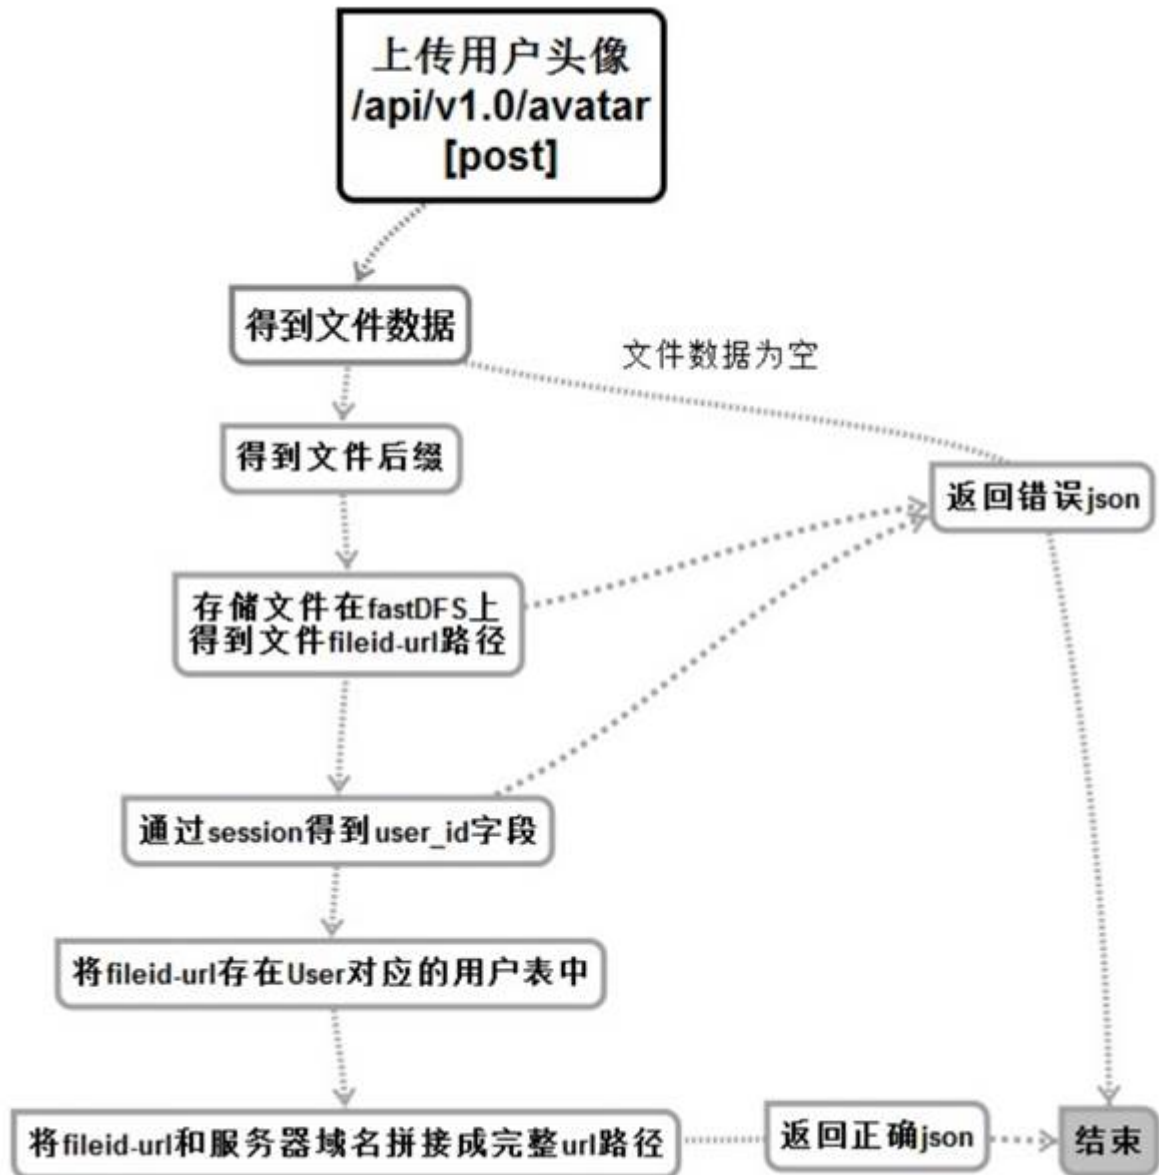 上传用户头像
/api/v1.0/avatar
[post]
得到文件数据
文件数据为空
得到文件后缀
返回错误json
存储文件在fastDFS上
得到文件fileid-url路径
通过session得到user_id字段
将fileid-url存在User对应的用户表中
将fileid-url和服务器域名拼接成完整url路径
返回正确json
结束